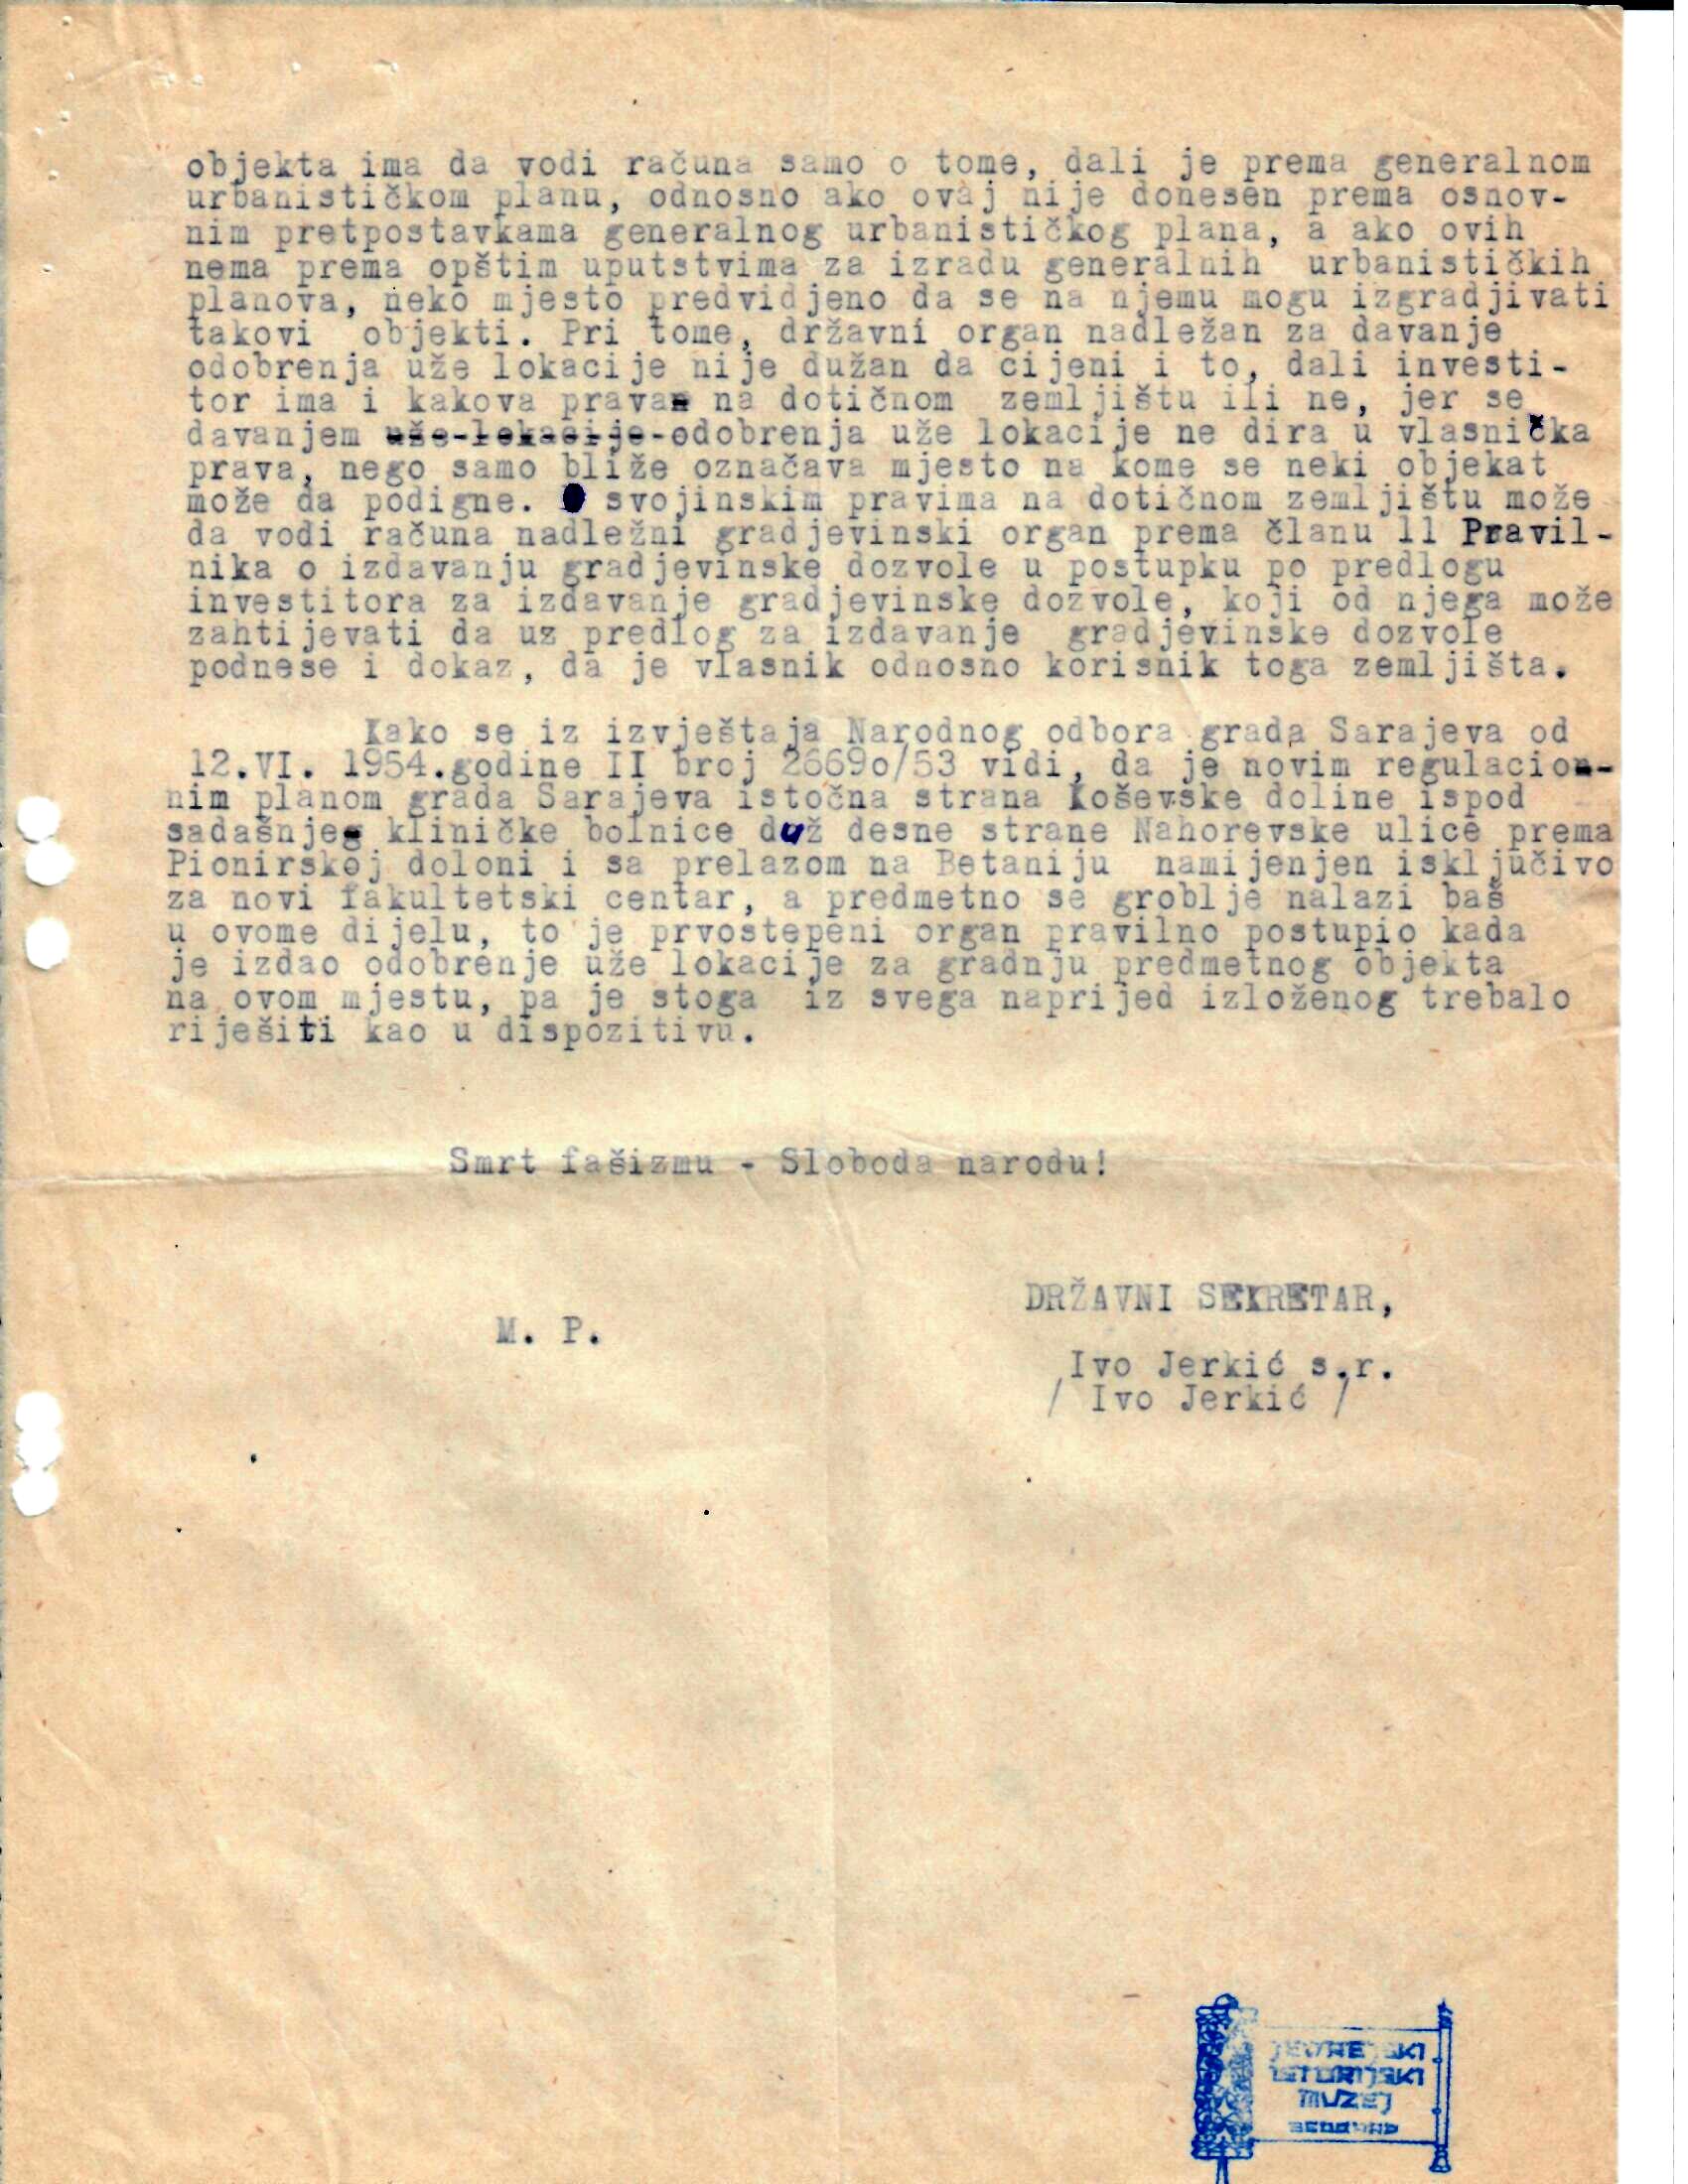 objekta ima da vodi računa samo o tome, dali je prema generalnom
urbanističkom planu, odnosno ako ovaj nije donesen prema osnov-
nim pretpostavkama generalnog urbanističkog plana, a ako ovih
nema prema opštim uputstvima za izradu generalnih urbanističkih
planova, neko mjesto predvidjeno da se na njemu mogu izgradjivati
takovi objekti. Pri tome, državni organ nadležan za davanje
odobrenja uže lokacije nije dužan da cijeni i to, dali investi-
tor ima i kakova prava na dotičnom zemljištu ili ne, jer se
davanjem uše lokacije odobrenja uže lokacije ne dira u vlasnička
prava, nego samo bliže označava mjesto na kome se neki objekat
može da podigne. O svojinskim pravima na dotičnom zemljištu može
da vodi računa nadležni gradjevinski organ prema članu 11 Pravil-
nika o izdavanju gradjevinske dozvole u postupku po predlogu
investitora za izdavanje gradjevinske dozvole, koji od njega može
zahtijevati da uz predlog za izdavanje gradjevinske dozvole
podnese i dokaz, da je vlasnik odnosno korisnik toga zemljišta.
Kako se iz izvještaja Narodnog odbora grada Sarajeva od
12.VI. 1954.godine II broj 26690/53 vidi, da je novim regulacion-
nim planom grada Sarajeva istočna strana Koševske doline ispod
sadašnjeg kliničke bolnice duž desne strane Nahorevske ulice prema
Pionirskoj doloni i sa prelazom na Betaniju namijenjen isključivo
za novi fakultetski centar, a predmetno se groblje nalazi baš
u ovome dijelu, to je prvostepeni organ pravilno postupio kada
je izdao odobrenje uže lokacije za gradnju predmetnog objekta
na ovom mjestu, pa je stoga iz svega naprijed izloženog trebalo
riješiti kao u dispozitivu.
Smrt fašizmu - Sloboda narodu!
DRŽAVNI SEKRETAR,
M. P.
Ivo Jerkić s.r.
/ Ivo Jerkić /
JEVREJSKI
ISTORIJSKI
MUZEJ
BEOGRAD